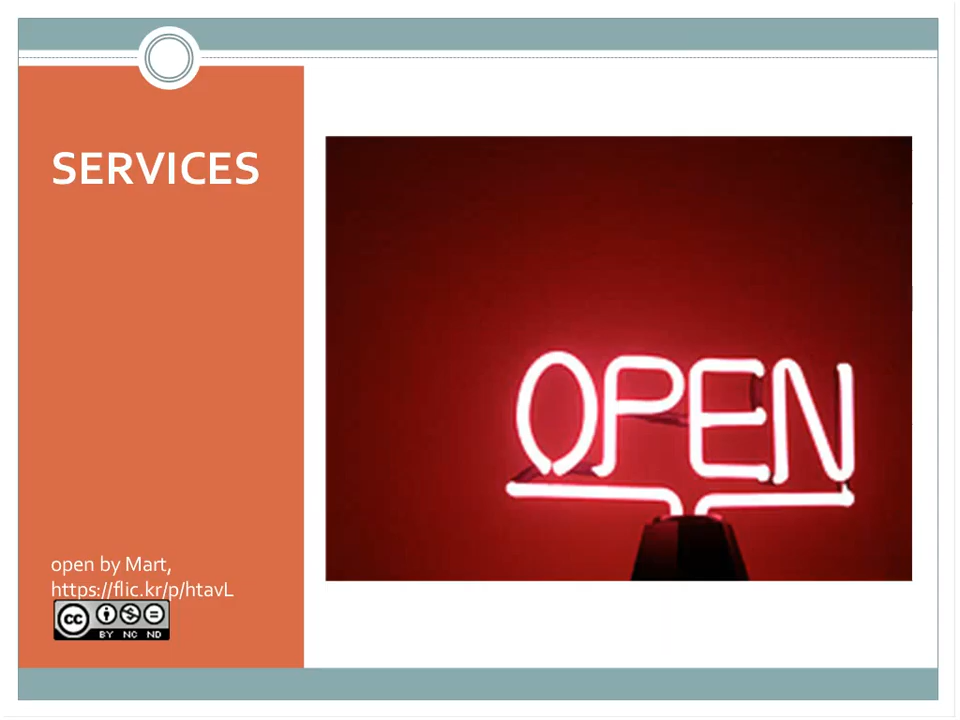 SERVICES
OPEN
open by Mart,
https://flic.kr/p/htavL
cc
BY NC ND